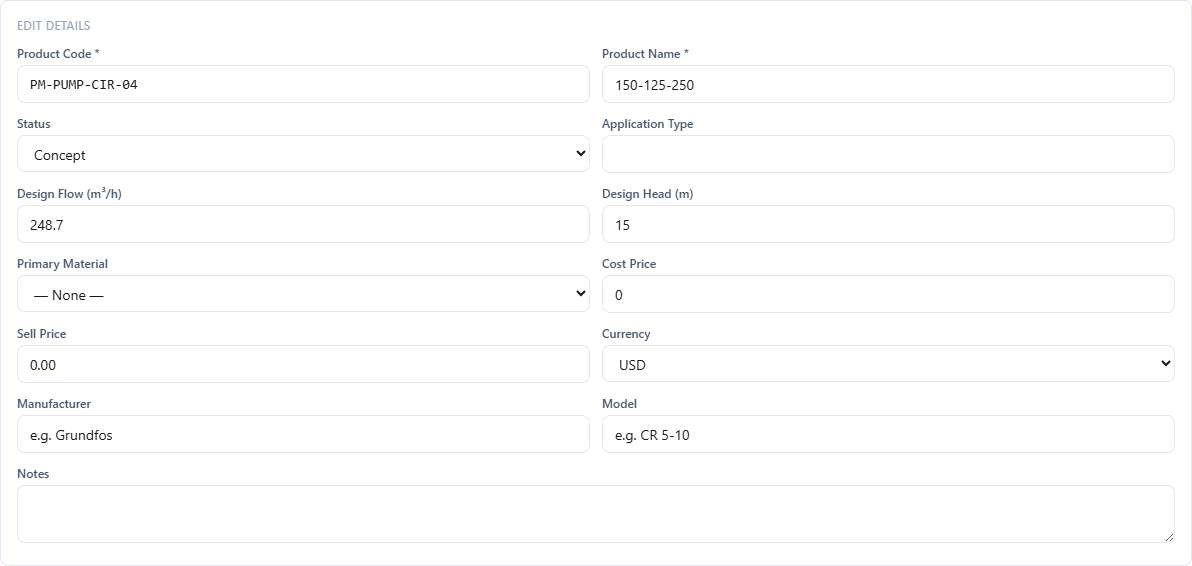 EDIT DETAILS
Product Code * Product Name *
PM-PUMP-CIR-04 150-125-250
Status Application Type
Concept
Design Flow (m³/h) Design Head (m)
248.7 15
Primary Material Cost Price
— None — 0
Sell Price Currency
0.00 USD
Manufacturer Model
e.g. Grundfos e.g. CR 5-10
Notes